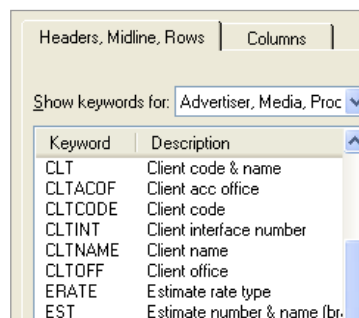 Headers, Midline, Rows Columns
Show keywords for: Advertiser, Media, Proc
Keyword Description
CLT Client code & name
CLTACOF Client acc office
CLTCODE Client code
CLTINT Client interface number
CLTNAME Client name
CLTOFF Client office
ERATE Estimate rate type
EST Estimate number & name (br